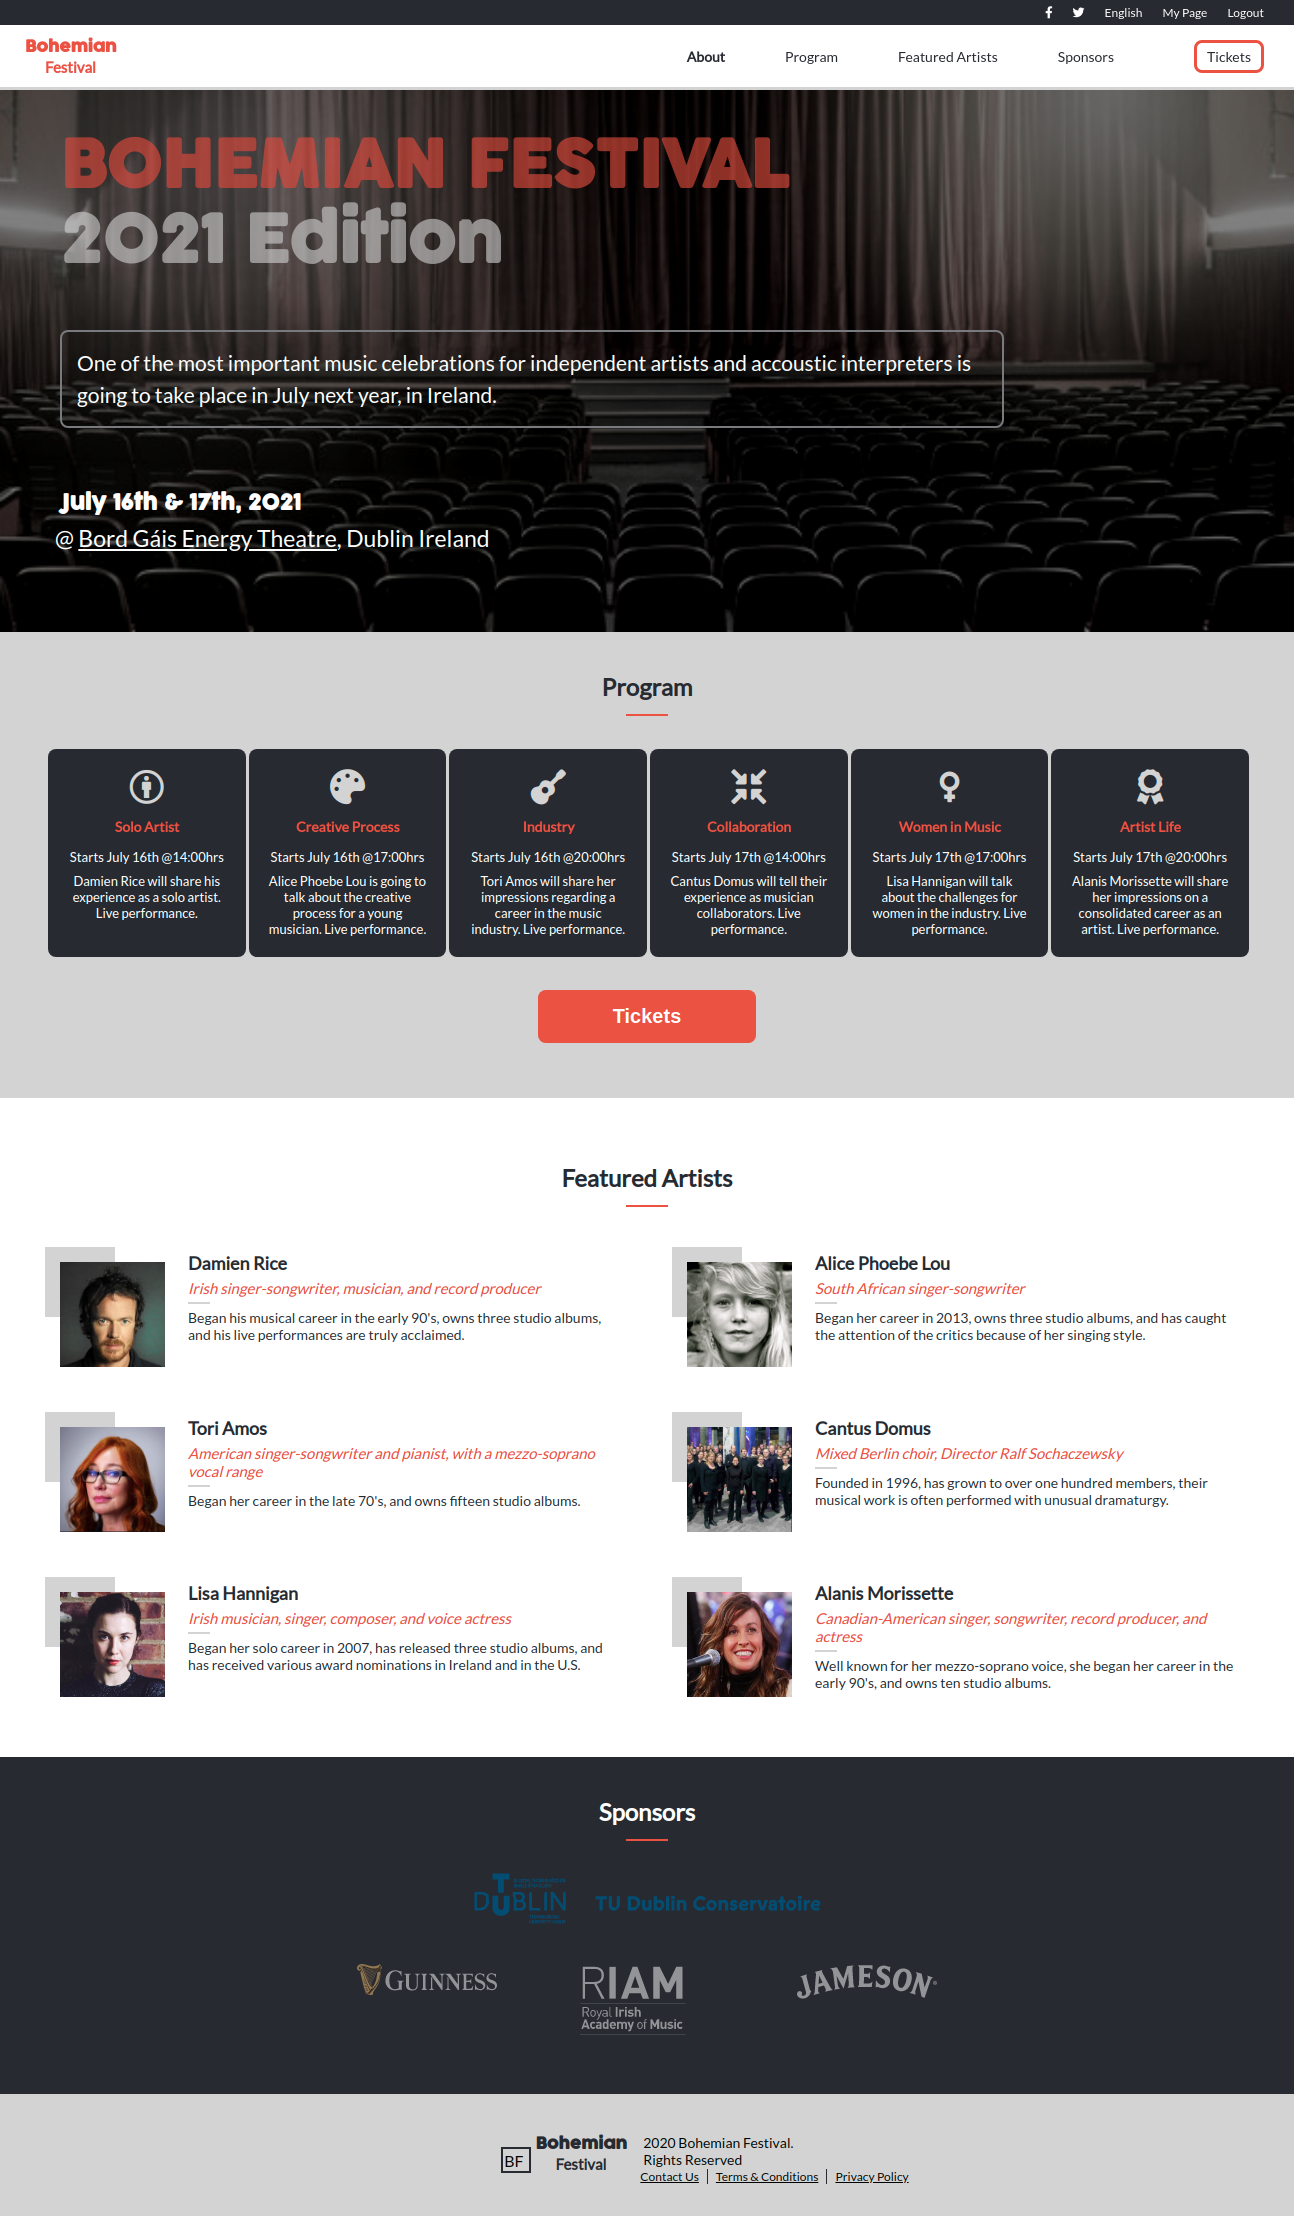 English My Page Logout
Bohemian
Festival
About Program Featured Artists Sponsors Tickets
BOHEMIAN FESTIVAL
2021 Edition
One of the most important music celebrations for independent artists and accoustic interpreters is
going to take place in July next year, in Ireland.
July 16th & 17th, 2021
@ Bord Gáis Energy Theatre, Dublin Ireland
Program
Solo Artist
Starts July 16th @14:00hrs
Damien Rice will share his
experience as a solo artist.
Live performance.
Creative Process
Starts July 16th @17:00hrs
Alice Phoebe Lou is going to
talk about the creative
process for a young
musician. Live performance.
Industry
Starts July 16th @20:00hrs
Tori Amos will share her
impressions regarding a
career in the music
industry. Live performance.
Collaboration
Starts July 17th @14:00hrs
Cantus Domus will tell their
experience as musician
collaborators. Live
performance.
Women in Music
Starts July 17th @17:00hrs
Lisa Hannigan will talk
about the challenges for
women in the industry. Live
performance.
Artist Life
Starts July 17th @20:00hrs
Alanis Morissette will share
her impressions on a
consolidated career as an
artist. Live performance.
Tickets
Featured Artists
Damien Rice
Irish singer-songwriter, musician, and record producer
Began his musical career in the early 90's, owns three studio albums,
and his live performances are truly acclaimed.
Alice Phoebe Lou
South African singer-songwriter
Began her career in 2013, owns three studio albums, and has caught
the attention of the critics because of her singing style.
Tori Amos
American singer-songwriter and pianist, with a mezzo-soprano
vocal range
Began her career in the late 70's, and owns fifteen studio albums.
Cantus Domus
Mixed Berlin choir, Director Ralf Sochaczewsky
Founded in 1996, has grown to over one hundred members, their
musical work is often performed with unusual dramaturgy.
Lisa Hannigan
Irish musician, singer, composer, and voice actress
Began her solo career in 2007, has released three studio albums, and
has received various award nominations in Ireland and in the U.S.
Alanis Morissette
Canadian-American singer, songwriter, record producer, and
actress
Well known for her mezzo-soprano voice, she began her career in the
early 90's, and owns ten studio albums.
Sponsors
TU DUBLIN
TU Dublin Conservatoire
GUINNESS
RIAM
Royal Irish
Academy of Music
JAMESON
BF
Bohemian
Festival
2020 Bohemian Festival.
Rights Reserved
Contact Us Terms & Conditions Privacy Policy